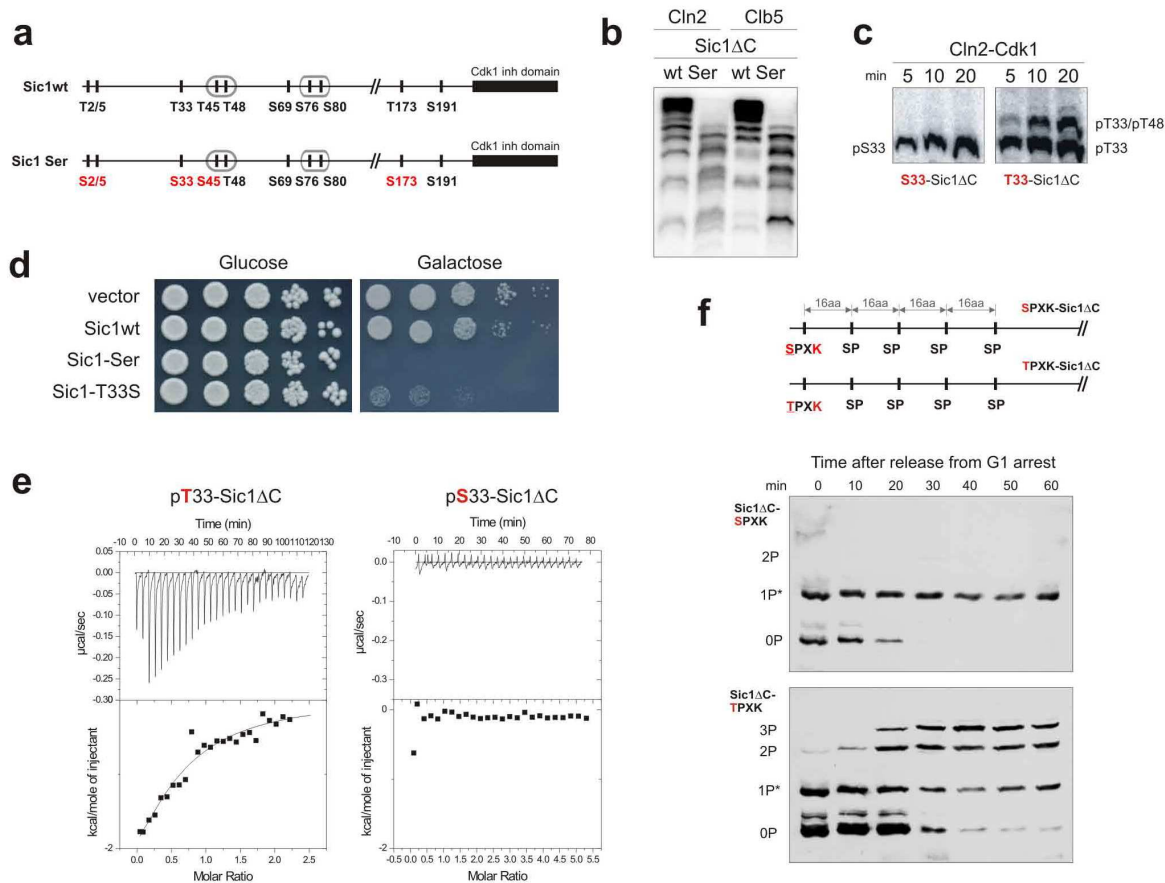 a
Sic1wt
Cdk1 inh domain
T2/5 T33 T45 T48 S69 S76 S80 T173 S191
Sic1 Ser
Cdk1 inh domain
S2/5 S33 S45 T48 S69 S76 S80 S173 S191
b
Cln2 Clb5
Sic1ΔC
wt Ser wt Ser
c
Cln2-Cdk1
min 5 10 20 5 10 20
pT33/pT48
pS33
pT33
S33-Sic1ΔC T33-Sic1ΔC
d
Glucose Galactose
vector
Sic1wt
Sic1-Ser
Sic1-T33S
e
pT33-Sic1ΔC
Time (min)
-10 0 10 20 30 40 50 60 70 80 90 100110120130
0.05
0.00
-0.05
-0.10
-0.15
-0.20
-0.25
-0.30
µcal/sec
-2
kcal/mole of injectant
0.0 0.5 1.0 1.5 2.0 2.5
Molar Ratio
pS33-Sic1ΔC
Time (min)
-10 0 10 20 30 40 50 60 70 80
0.0
-0.1
-0.2
-0.3
µcal/sec
0
-2
kcal/mole of injectant
-0.5 0.0 0.5 1.0 1.5 2.0 2.5 3.0 3.5 4.0 4.5 5.0 5.5
Molar Ratio
f
16aa 16aa 16aa 16aa
SPXK-Sic1ΔC
SPXK SP SP SP SP
TPXK-Sic1ΔC
TPXK SP SP SP SP
Time after release from G1 arrest
min 0 10 20 30 40 50 60
Sic1ΔC-
SPXK
2P
1P*
0P
Sic1ΔC-
TPXK
3P
2P
1P*
0P